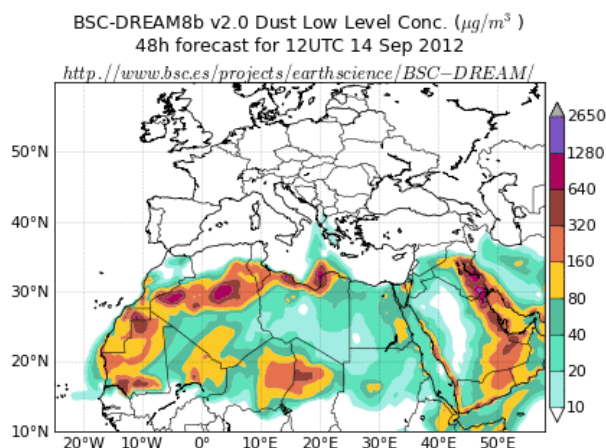 BSC-DREAM8b v2.0 Dust Low Level Conc. (μg/m³ )
48h forecast for 12UTC 14 Sep 2012
http.//www.bsc.es/projects/earthscience/BSC−DREAM/
2650
1280
640
320
160
80
40
20
10
50°N
40°N
30°N
20°N
10°N
20°W 10°W 0° 10°E 20°E 30°E 40°E 50°E